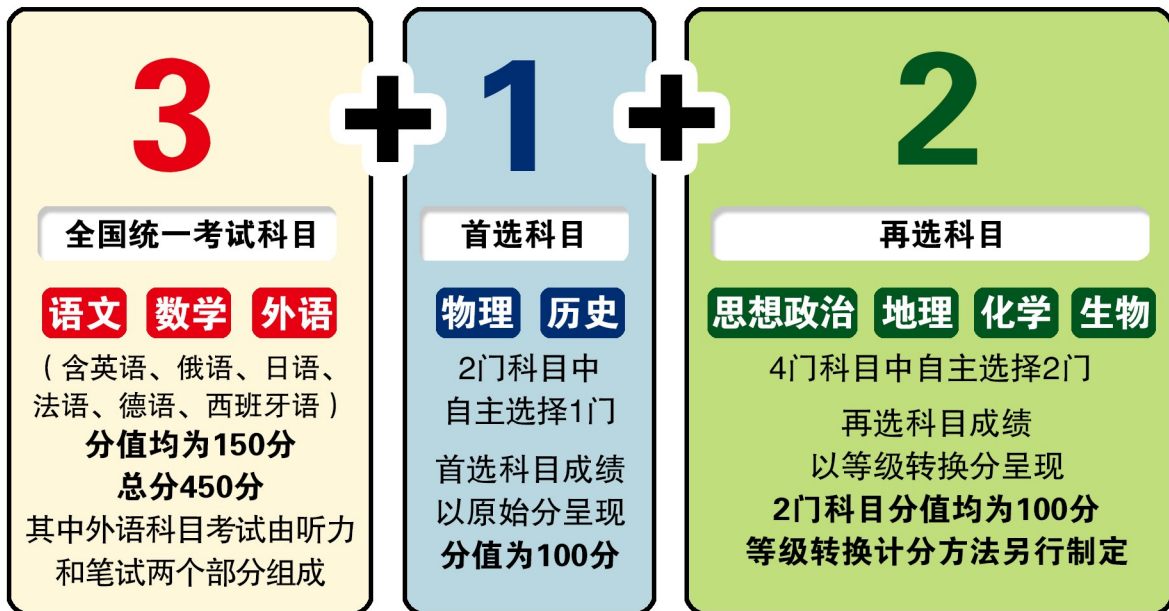 3
全国统一考试科目
语文 数学 外语
（含英语、俄语、日语、
法语、德语、西班牙语）
分值均为150分
总分450分
其中外语科目考试由听力
和笔试两个部分组成
+
1
首选科目
物理 历史
2门科目中
自主选择1门
首选科目成绩
以原始分呈现
分值为100分
+
2
再选科目
思想政治 地理 化学 生物
4门科目中自主选择2门
再选科目成绩
以等级转换分呈现
2门科目分值均为100分
等级转换计分方法另行制定